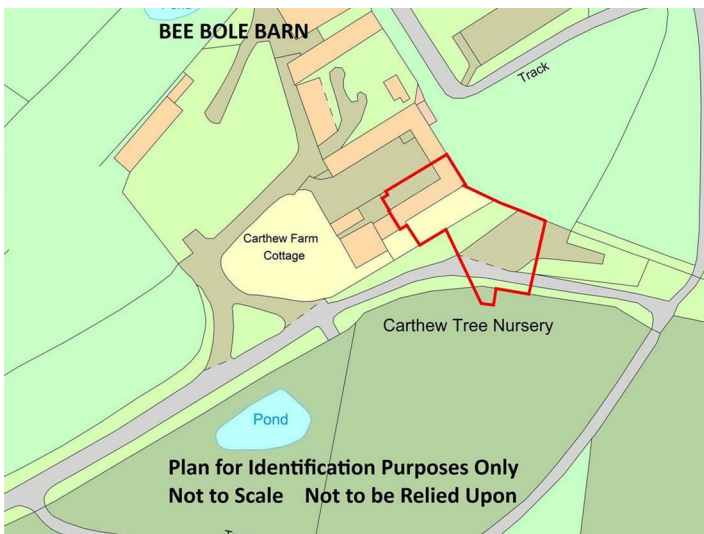 Pond
BEE BOLE BARN
Track
Carthew Farm
Cottage
Carthew Tree Nursery
Pond
Plan for Identification Purposes Only
Not to Scale Not to be Relied Upon